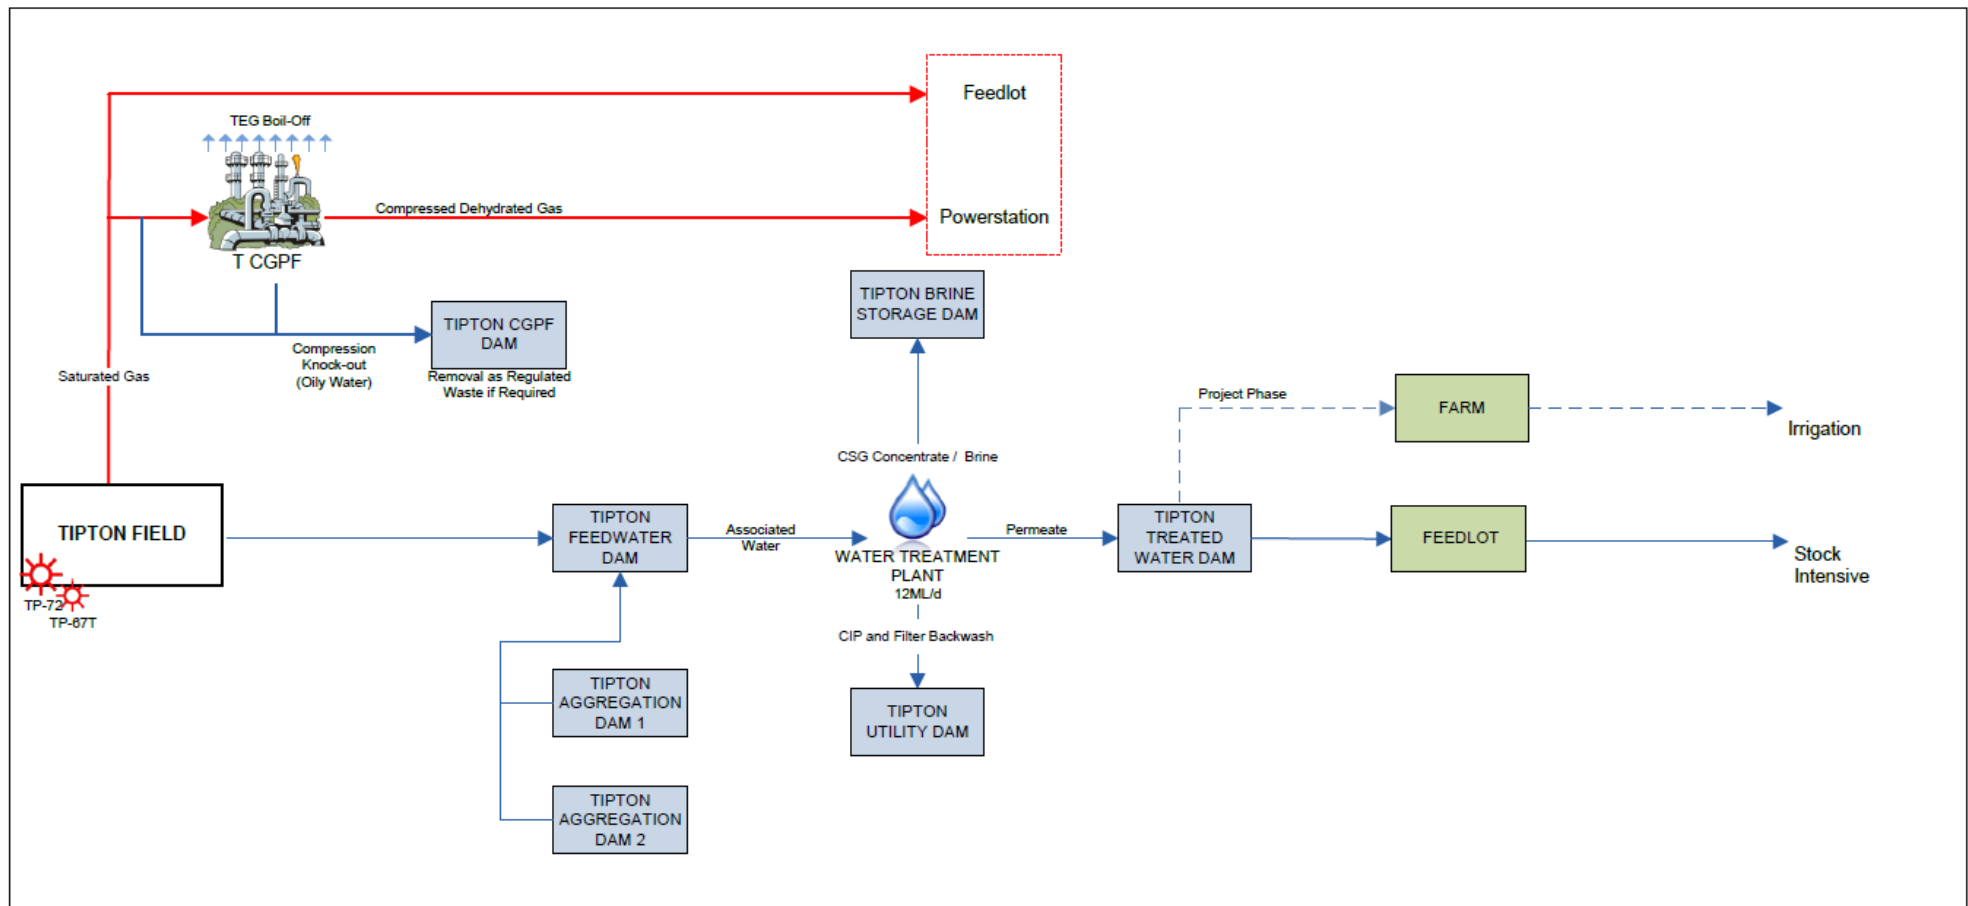 Feedlot
TEG Boil-Off
Compressed Dehydrated Gas
Powerstation
T CGPF
TIPTON BRINE
STORAGE DAM
TIPTON CGPF
DAM
Compression
Knock-out
(Oily Water)
Removal as Regulated
Waste if Required
Saturated Gas
Project Phase
FARM
Irrigation
CSG Concentrate / Brine
TIPTON FIELD
TP-72
TP-67T
TIPTON
FEEDWATER
DAM
Associated
Water
WATER TREATMENT
PLANT
12ML/d
Permeate
TIPTON
TREATED
WATER DAM
FEEDLOT
Stock
Intensive
CIP and Filter Backwash
TIPTON
AGGREGATION
DAM 1
TIPTON
UTILITY DAM
TIPTON
AGGREGATION
DAM 2